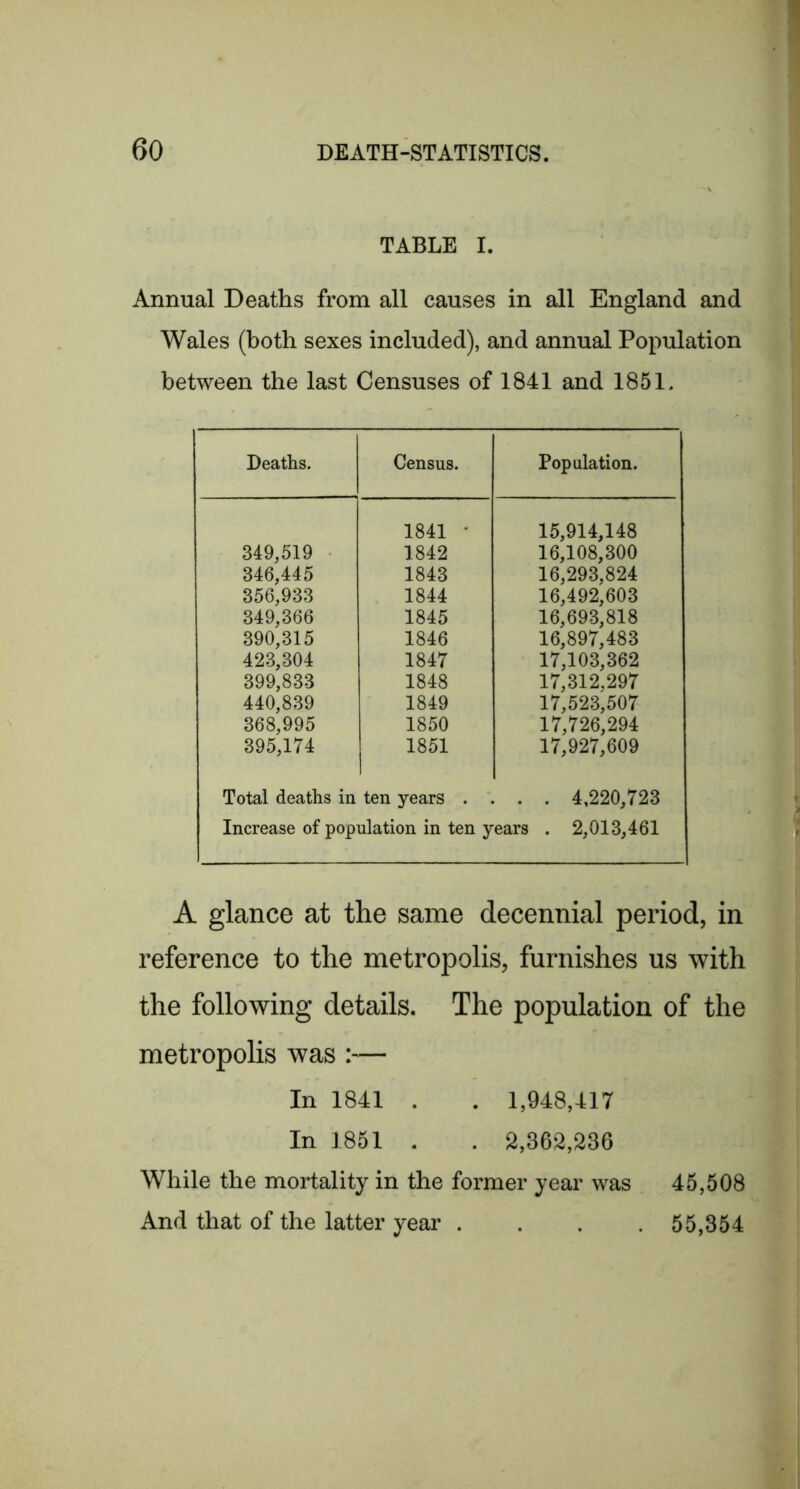 60 DEATH-STATISTICS.
TABLE I.
Annual Deaths from all causes in all England and
Wales (both sexes included), and annual Population
between the last Censuses of 1841 and 1851.
Deaths. Census. Population.
1841 15,914,148
349,519 1842 16,108,300
346,445 1843 16,293,824
356,933 1844 16,492,603
349,366 1845 16,693,818
390,315 1846 16,897,483
423,304 1847 17,103,362
399,833 1848 17,312,297
440,839 1849 17,523,507
368,995 1850 17,726,294
395,174 1851 17,927,609
Total deaths in ten years . . . . 4,220,723
Increase of population in ten years . 2,013,461
A glance at the same decennial period, in
reference to the metropolis, furnishes us with
the following details. The population of the
metropolis was :—
In 1841 . . 1,948,417
In 1851 . . 2,362,236
While the mortality in the former year was 45,508
And that of the latter year . . . . 55,354